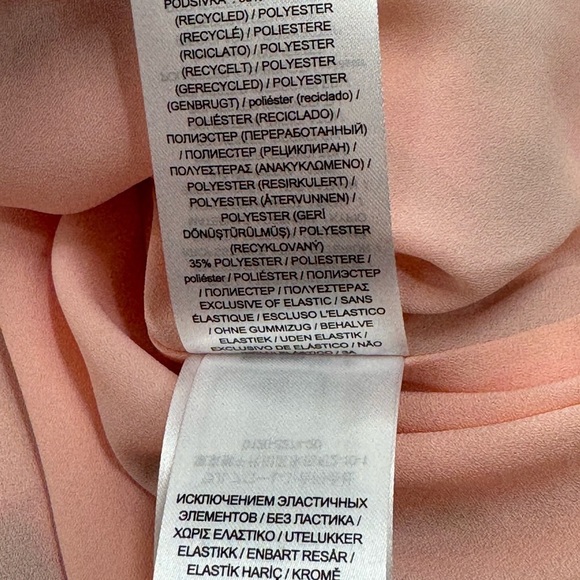 PODSIVKA
(RECYCLED) / POLYESTER
(RECYCLÉ) / POLIESTERE
(RICICLATO) / POLYESTER
(RECYCELT) / POLYESTER
(GERECYCLED) / POLYESTER
(GENBRUGT) / poliéster (reciclado) /
POLIÉSTER (RECICLADO) /
ПОЛИЭСТЕР (ПЕРЕРАБОТАННЫЙ)
/ ПОЛИЕСТЕР (РЕЦИКЛИРАН) /
ΠΟΛΥΕΣΤΕΡΑΣ (ΑΝΑΚΥΚΛΩΜΕΝΟ) /
POLYESTER (RESIRKULERT) /
POLYESTER (ÅTERVUNNEN) /
POLYESTER (GERİ
DÖNÜŞTÜRÜLMÜŞ) / POLYESTER
(RECYKLOVANÝ)
35% POLYESTER / POLIESTERE /
poliéster / POLIÉSTER / ПОЛИЭСТЕР
/ ПОЛИЕСТЕР / ΠΟΛΥΕΣΤΕΡΑΣ
EXCLUSIVE OF ELASTIC / SANS
ÉLASTIQUE / ESCLUSO L'ELASTICO
/ OHNE GUMMIZUG / BEHALVE
ELASTIEK / UDEN ELASTIK /
EXCLUSIVO DE ELÁSTICO / NÃO
ELÁSTICO / ЗА
ИСКЛЮЧЕНИЕМ ЭЛАСТИЧНЫХ
ЭЛЕМЕНТОВ / БЕЗ ЛАСТИКА /
ΧΩΡΙΣ ΕΛΑΣΤΙΚΟ / UTELUKKER
ELASTIKK / ENBART RESÅR /
ELASTİK HARİÇ / KROMĚ